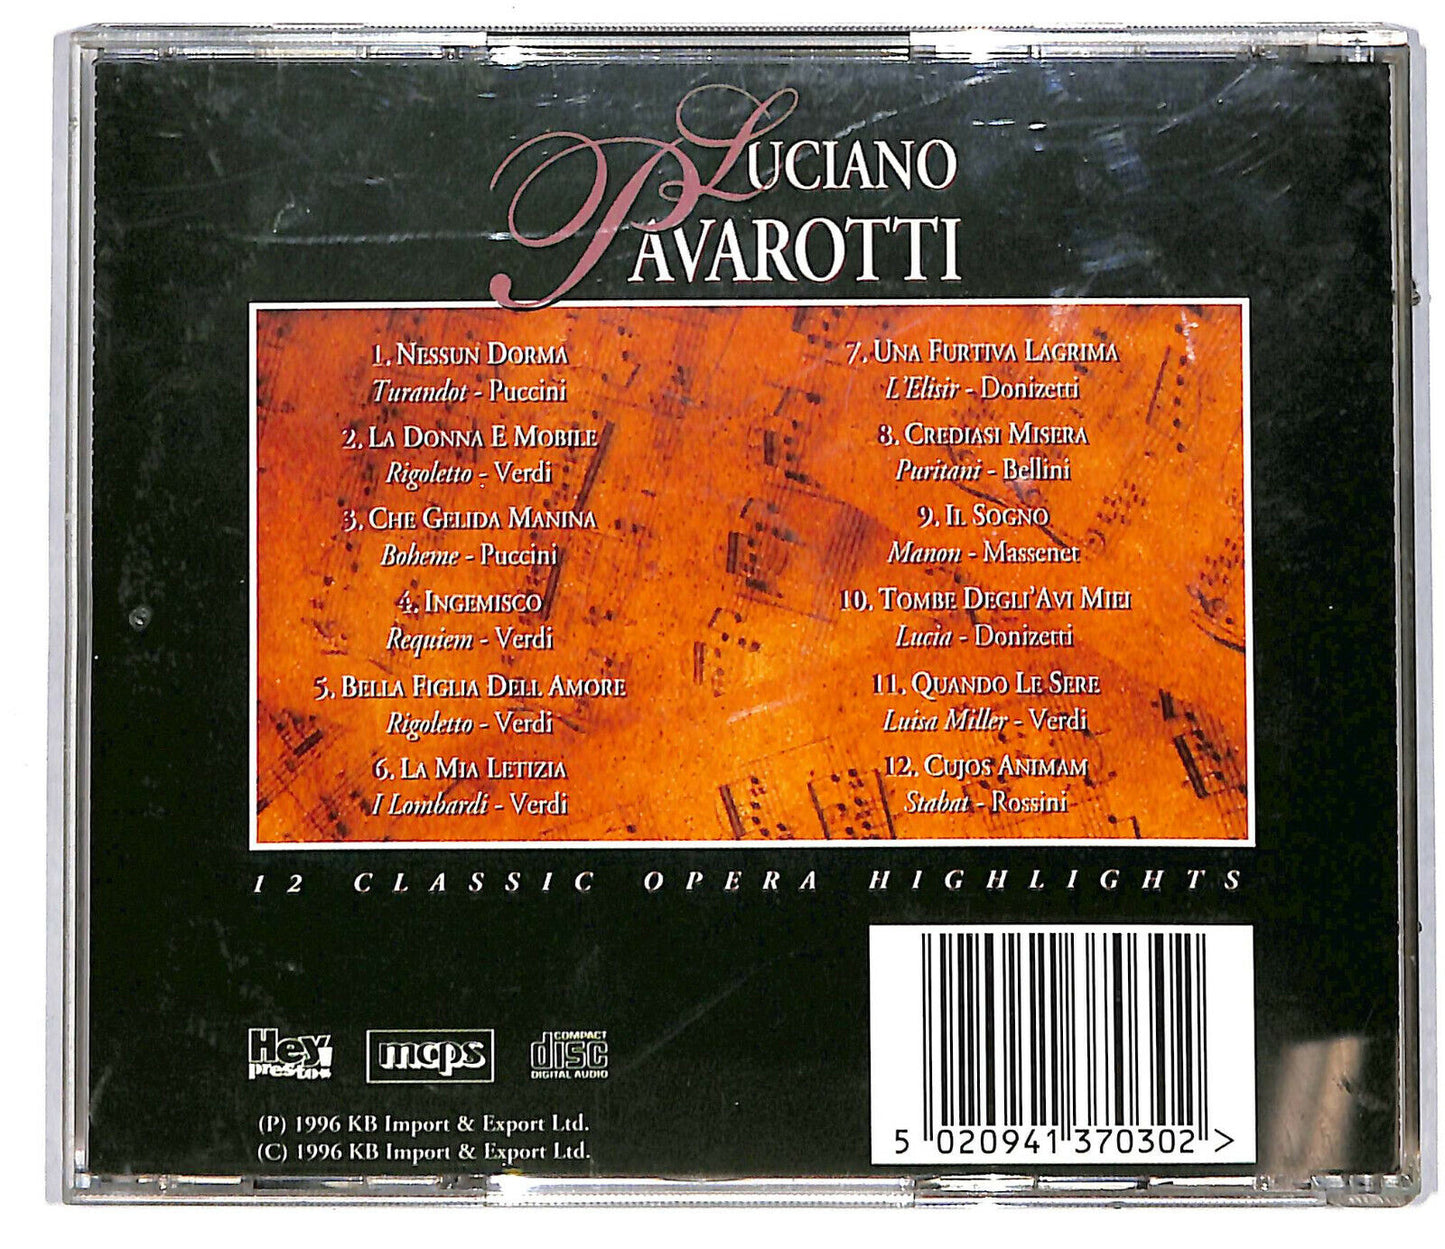 LUCIANO
PAVAROTTI
1. NESSUN DORMA
Turandot - Puccini
2. LA DONNA E MOBILE
Rigoletto - Verdi
3. CHE GELIDA MANINA
Boheme - Puccini
4. INGEMISCO
Requiem - Verdi
5. BELLA FIGLIA DELL AMORE
Rigoletto - Verdi
6. LA MIA LETIZIA
I Lombardi - Verdi
7. UNA FURTIVA LAGRIMA
L'Elisir - Donizetti
8. CREDIASI MISERA
Puritani - Bellini
9. IL SOGNO
Manon - Massenet
10. TOMBE DEGLI'AVI MIEI
Lucia - Donizetti
11. QUANDO LE SERE
Luisa Miller - Verdi
12. CUJOS ANIMAM
Stabat - Rossini
12 CLASSIC OPERA HIGHLIGHTS
Hey!
presto
mcps
COMPACT
disc
DIGITAL AUDIO
(P) 1996 KB Import & Export Ltd.
(C) 1996 KB Import & Export Ltd.
5 020941 370302 >